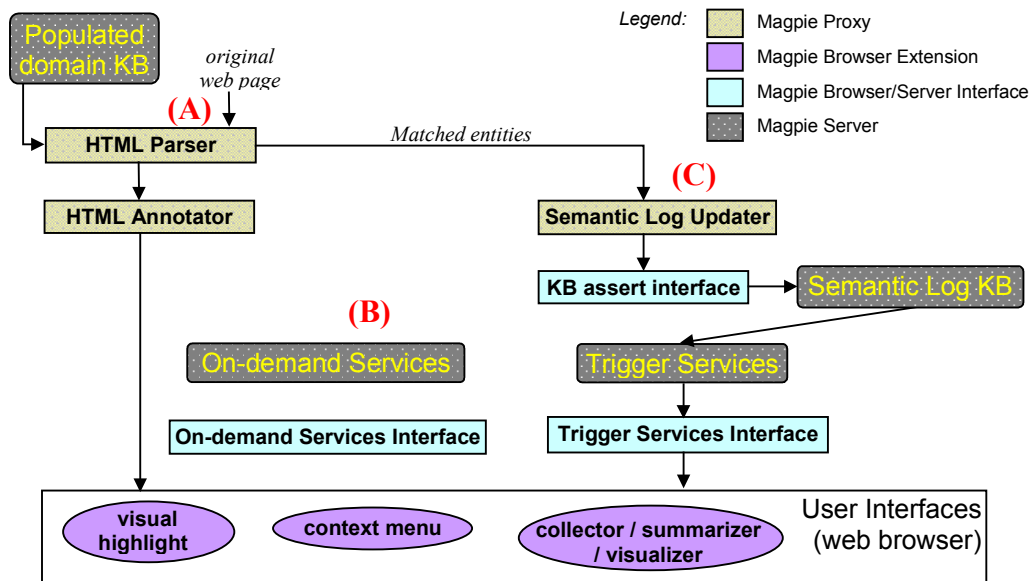 Legend:
Magpie Proxy
Magpie Browser Extension
Magpie Browser/Server Interface
Magpie Server
Populated
domain KB
original
web page
(A)
HTML Parser
Matched entities
(C)
HTML Annotator
Semantic Log Updater
KB assert interface
Semantic Log KB
(B)
On-demand Services
Trigger Services
On-demand Services Interface
Trigger Services Interface
User Interfaces
(web browser)
visual
highlight
context menu
collector / summarizer
/ visualizer